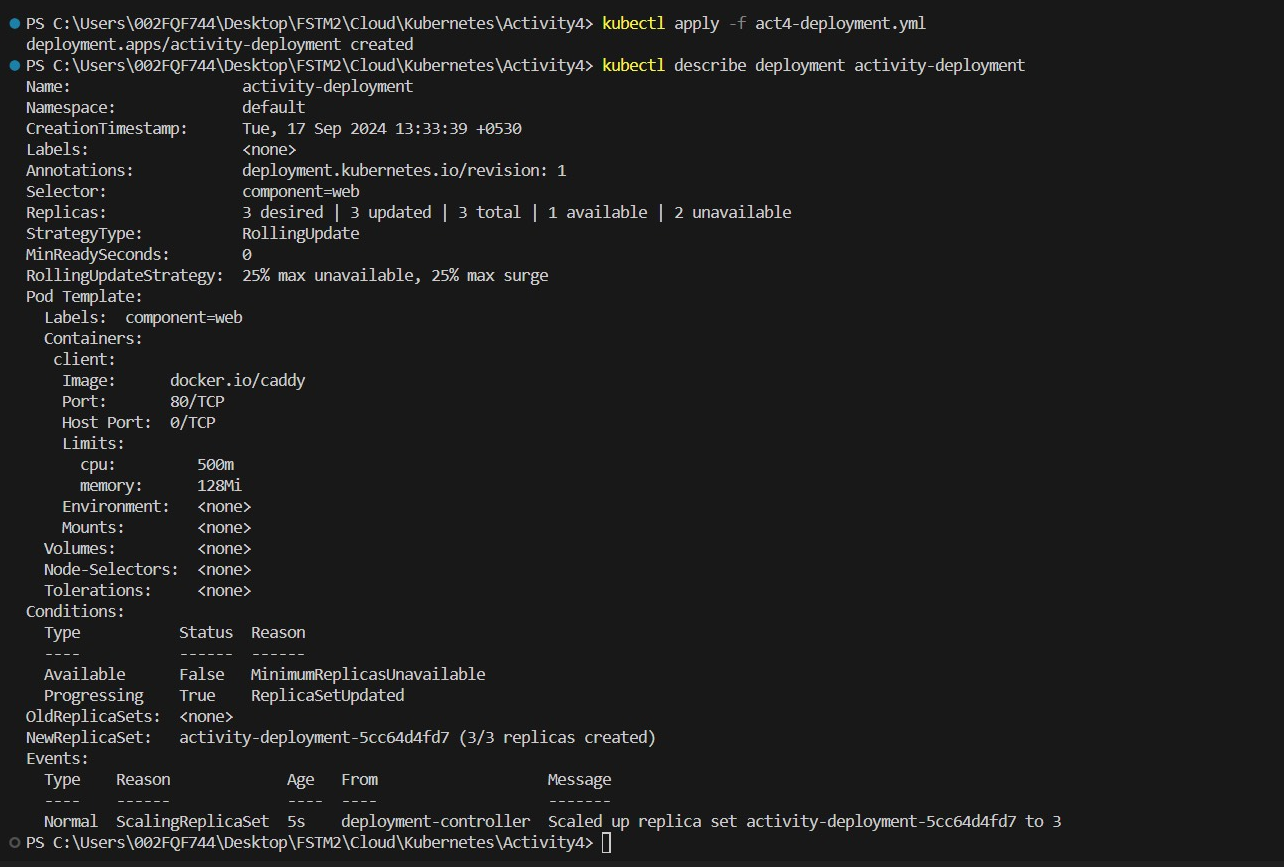 PS C:\Users\002FQF744\Desktop\FSTM2\Cloud\Kubernetes\Activity4> kubectl apply -f act4-deployment.yml
deployment.apps/activity-deployment created
PS C:\Users\002FQF744\Desktop\FSTM2\Cloud\Kubernetes\Activity4> kubectl describe deployment activity-deployment
Name:                   activity-deployment
Namespace:              default
CreationTimestamp:      Tue, 17 Sep 2024 13:33:39 +0530
Labels:                 <none>
Annotations:            deployment.kubernetes.io/revision: 1
Selector:               component=web
Replicas:               3 desired | 3 updated | 3 total | 1 available | 2 unavailable
StrategyType:           RollingUpdate
MinReadySeconds:        0
RollingUpdateStrategy:  25% max unavailable, 25% max surge
Pod Template:
  Labels:  component=web
  Containers:
   client:
    Image:      docker.io/caddy
    Port:       80/TCP
    Host Port:  0/TCP
    Limits:
      cpu:         500m
      memory:      128Mi
    Environment:   <none>
    Mounts:        <none>
  Volumes:         <none>
  Node-Selectors:  <none>
  Tolerations:     <none>
Conditions:
  Type           Status  Reason
  ----           ------  ------
  Available      False   MinimumReplicasUnavailable
  Progressing    True    ReplicaSetUpdated
OldReplicaSets:  <none>
NewReplicaSet:   activity-deployment-5cc64d4fd7 (3/3 replicas created)
Events:
  Type    Reason             Age   From                   Message
  ----    ------             ----  ----                   -------
  Normal  ScalingReplicaSet  5s    deployment-controller  Scaled up replica set activity-deployment-5cc64d4fd7 to 3
PS C:\Users\002FQF744\Desktop\FSTM2\Cloud\Kubernetes\Activity4>